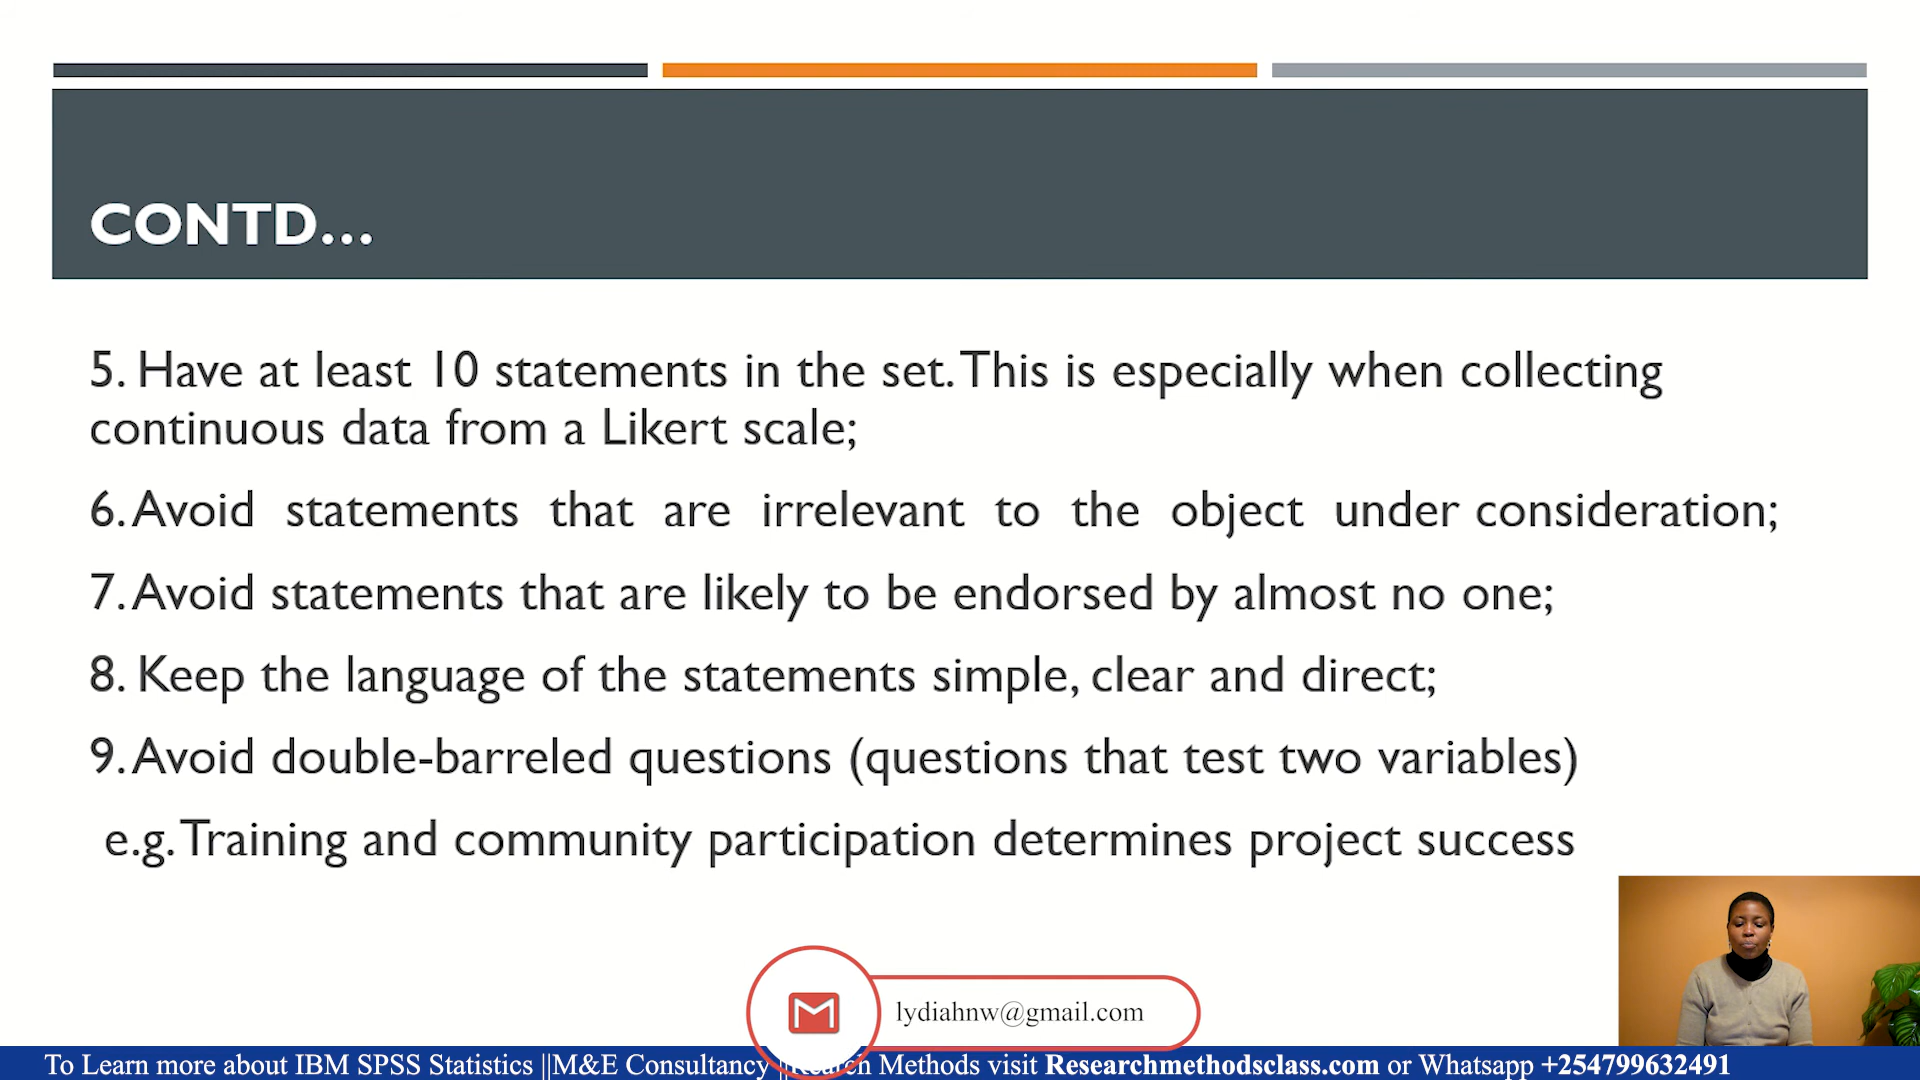 CONTD...
5. Have at least 10 statements in the set. This is especially when collecting
continuous data from a Likert scale;
6. Avoid statements that are irrelevant to the object under consideration;
7. Avoid statements that are likely to be endorsed by almost no one;
8. Keep the language of the statements simple, clear and direct;
9. Avoid double-barreled questions (questions that test two variables)
e.g. Training and community participation determines project success
lydiahnw@gmail.com
To Learn more about IBM SPSS Statistics ||M&E Consultancy Methods visit Researchmethodsclass.com or Whatsapp +254799632491